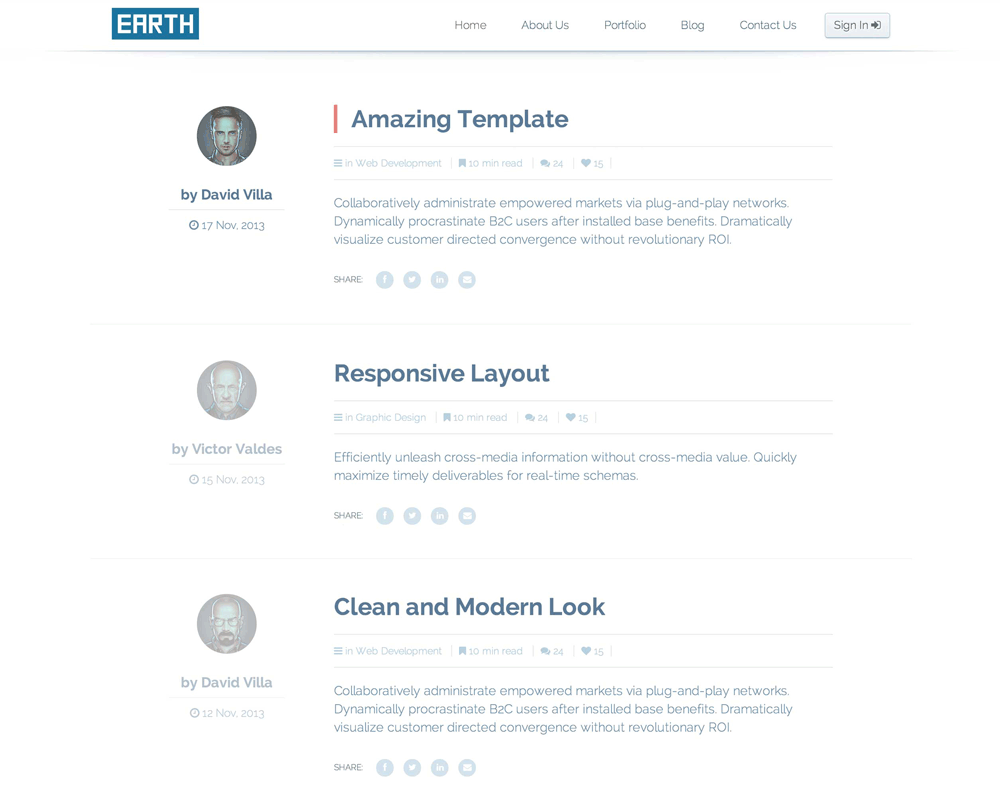 EARTH
Home About Us Portfolio Blog Contact Us Sign In
Amazing Template
in Web Development 10 min read 24 15
by David Villa
17 Nov, 2013
Collaboratively administrate empowered markets via plug-and-play networks.
Dynamically procrastinate B2C users after installed base benefits. Dramatically
visualize customer directed convergence without revolutionary ROI.
SHARE:
Responsive Layout
in Graphic Design 10 min read 24 15
by Victor Valdes
15 Nov, 2013
Efficiently unleash cross-media information without cross-media value. Quickly
maximize timely deliverables for real-time schemas.
SHARE:
Clean and Modern Look
in Web Development 10 min read 24 15
by David Villa
12 Nov, 2013
Collaboratively administrate empowered markets via plug-and-play networks.
Dynamically procrastinate B2C users after installed base benefits. Dramatically
visualize customer directed convergence without revolutionary ROI.
SHARE: